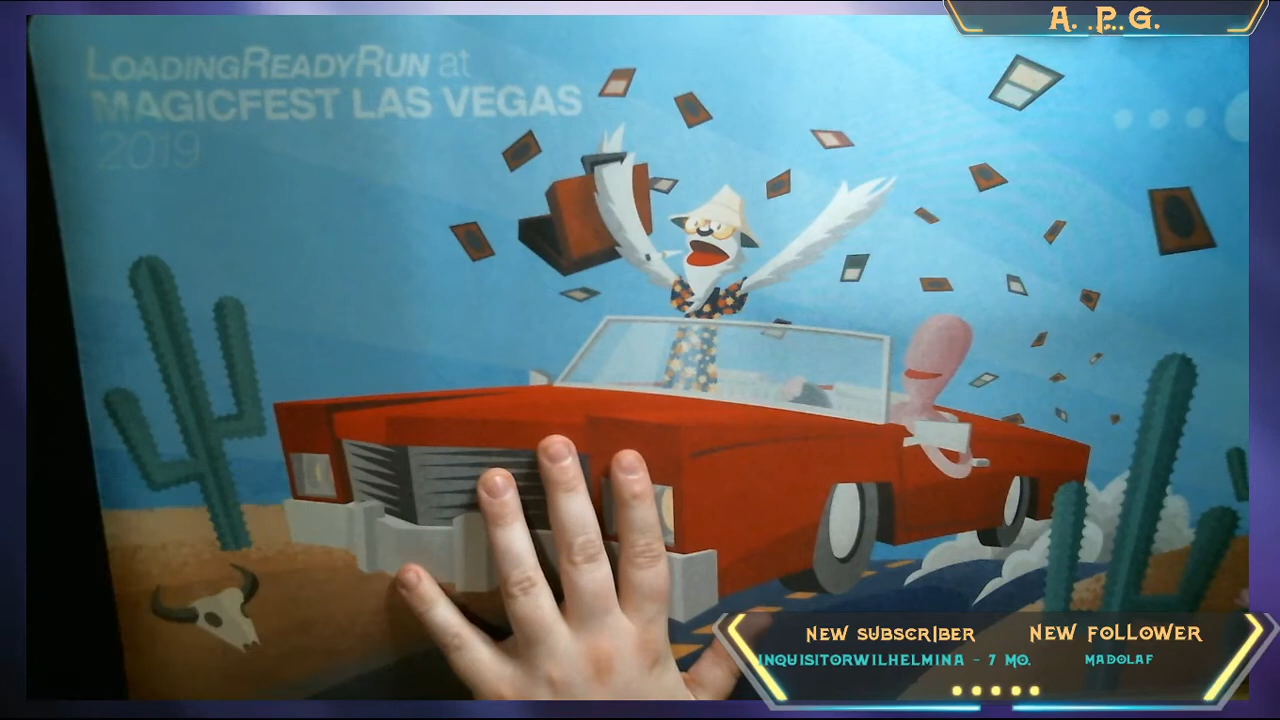 A. .P.. G.
LOADINGREADYRUN at
MAGICFEST LAS VEGAS
2019
NEW SUBSCRIBER
INQUISITORWILHELMINA - 7 MO.
NEW FOLLOWER
MADOLAF